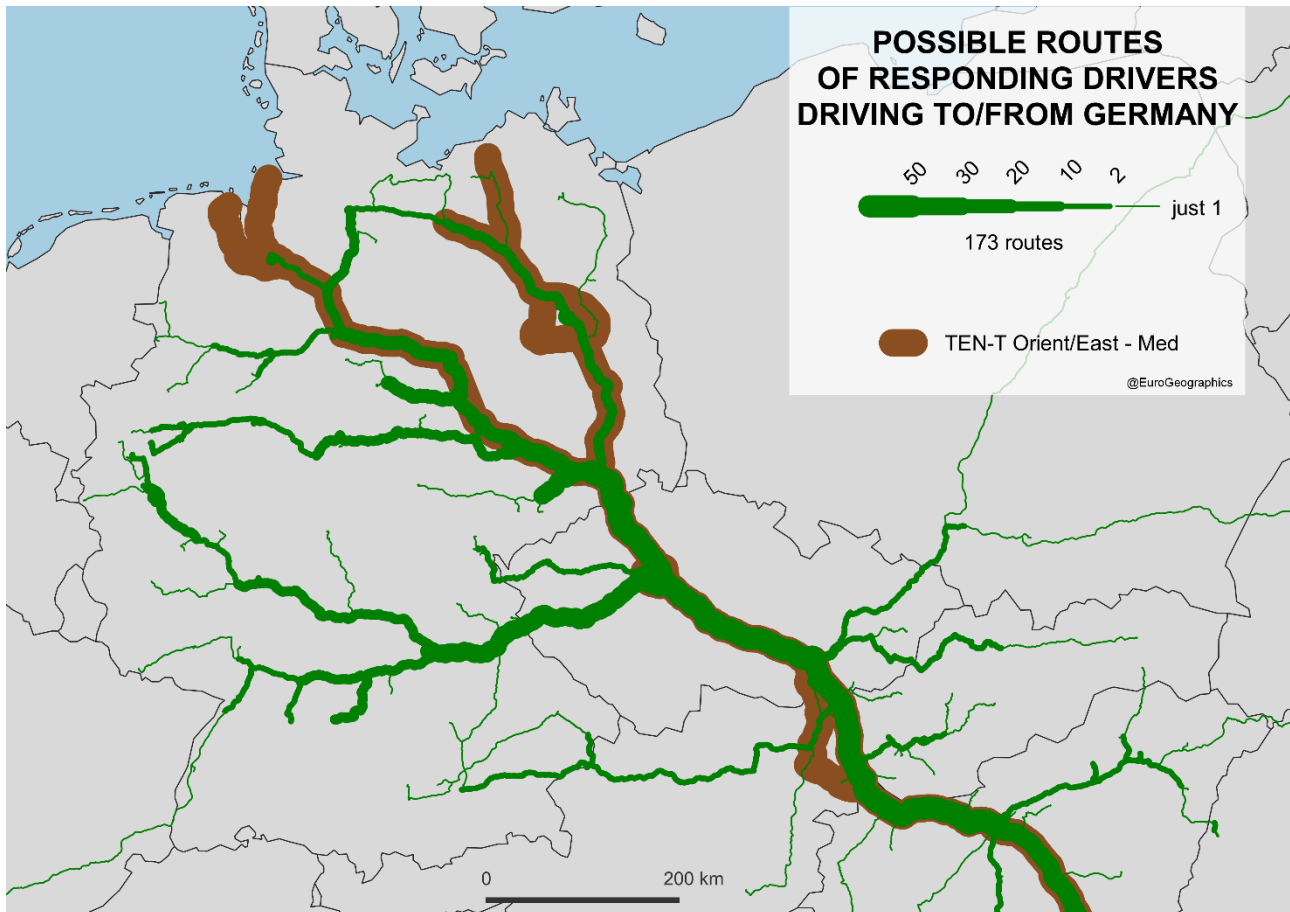 POSSIBLE ROUTES
OF RESPONDING DRIVERS
DRIVING TO/FROM GERMANY
50 30 20 10 2
just 1
173 routes
TEN-T Orient/East - Med
@EuroGeographics
0 200 km